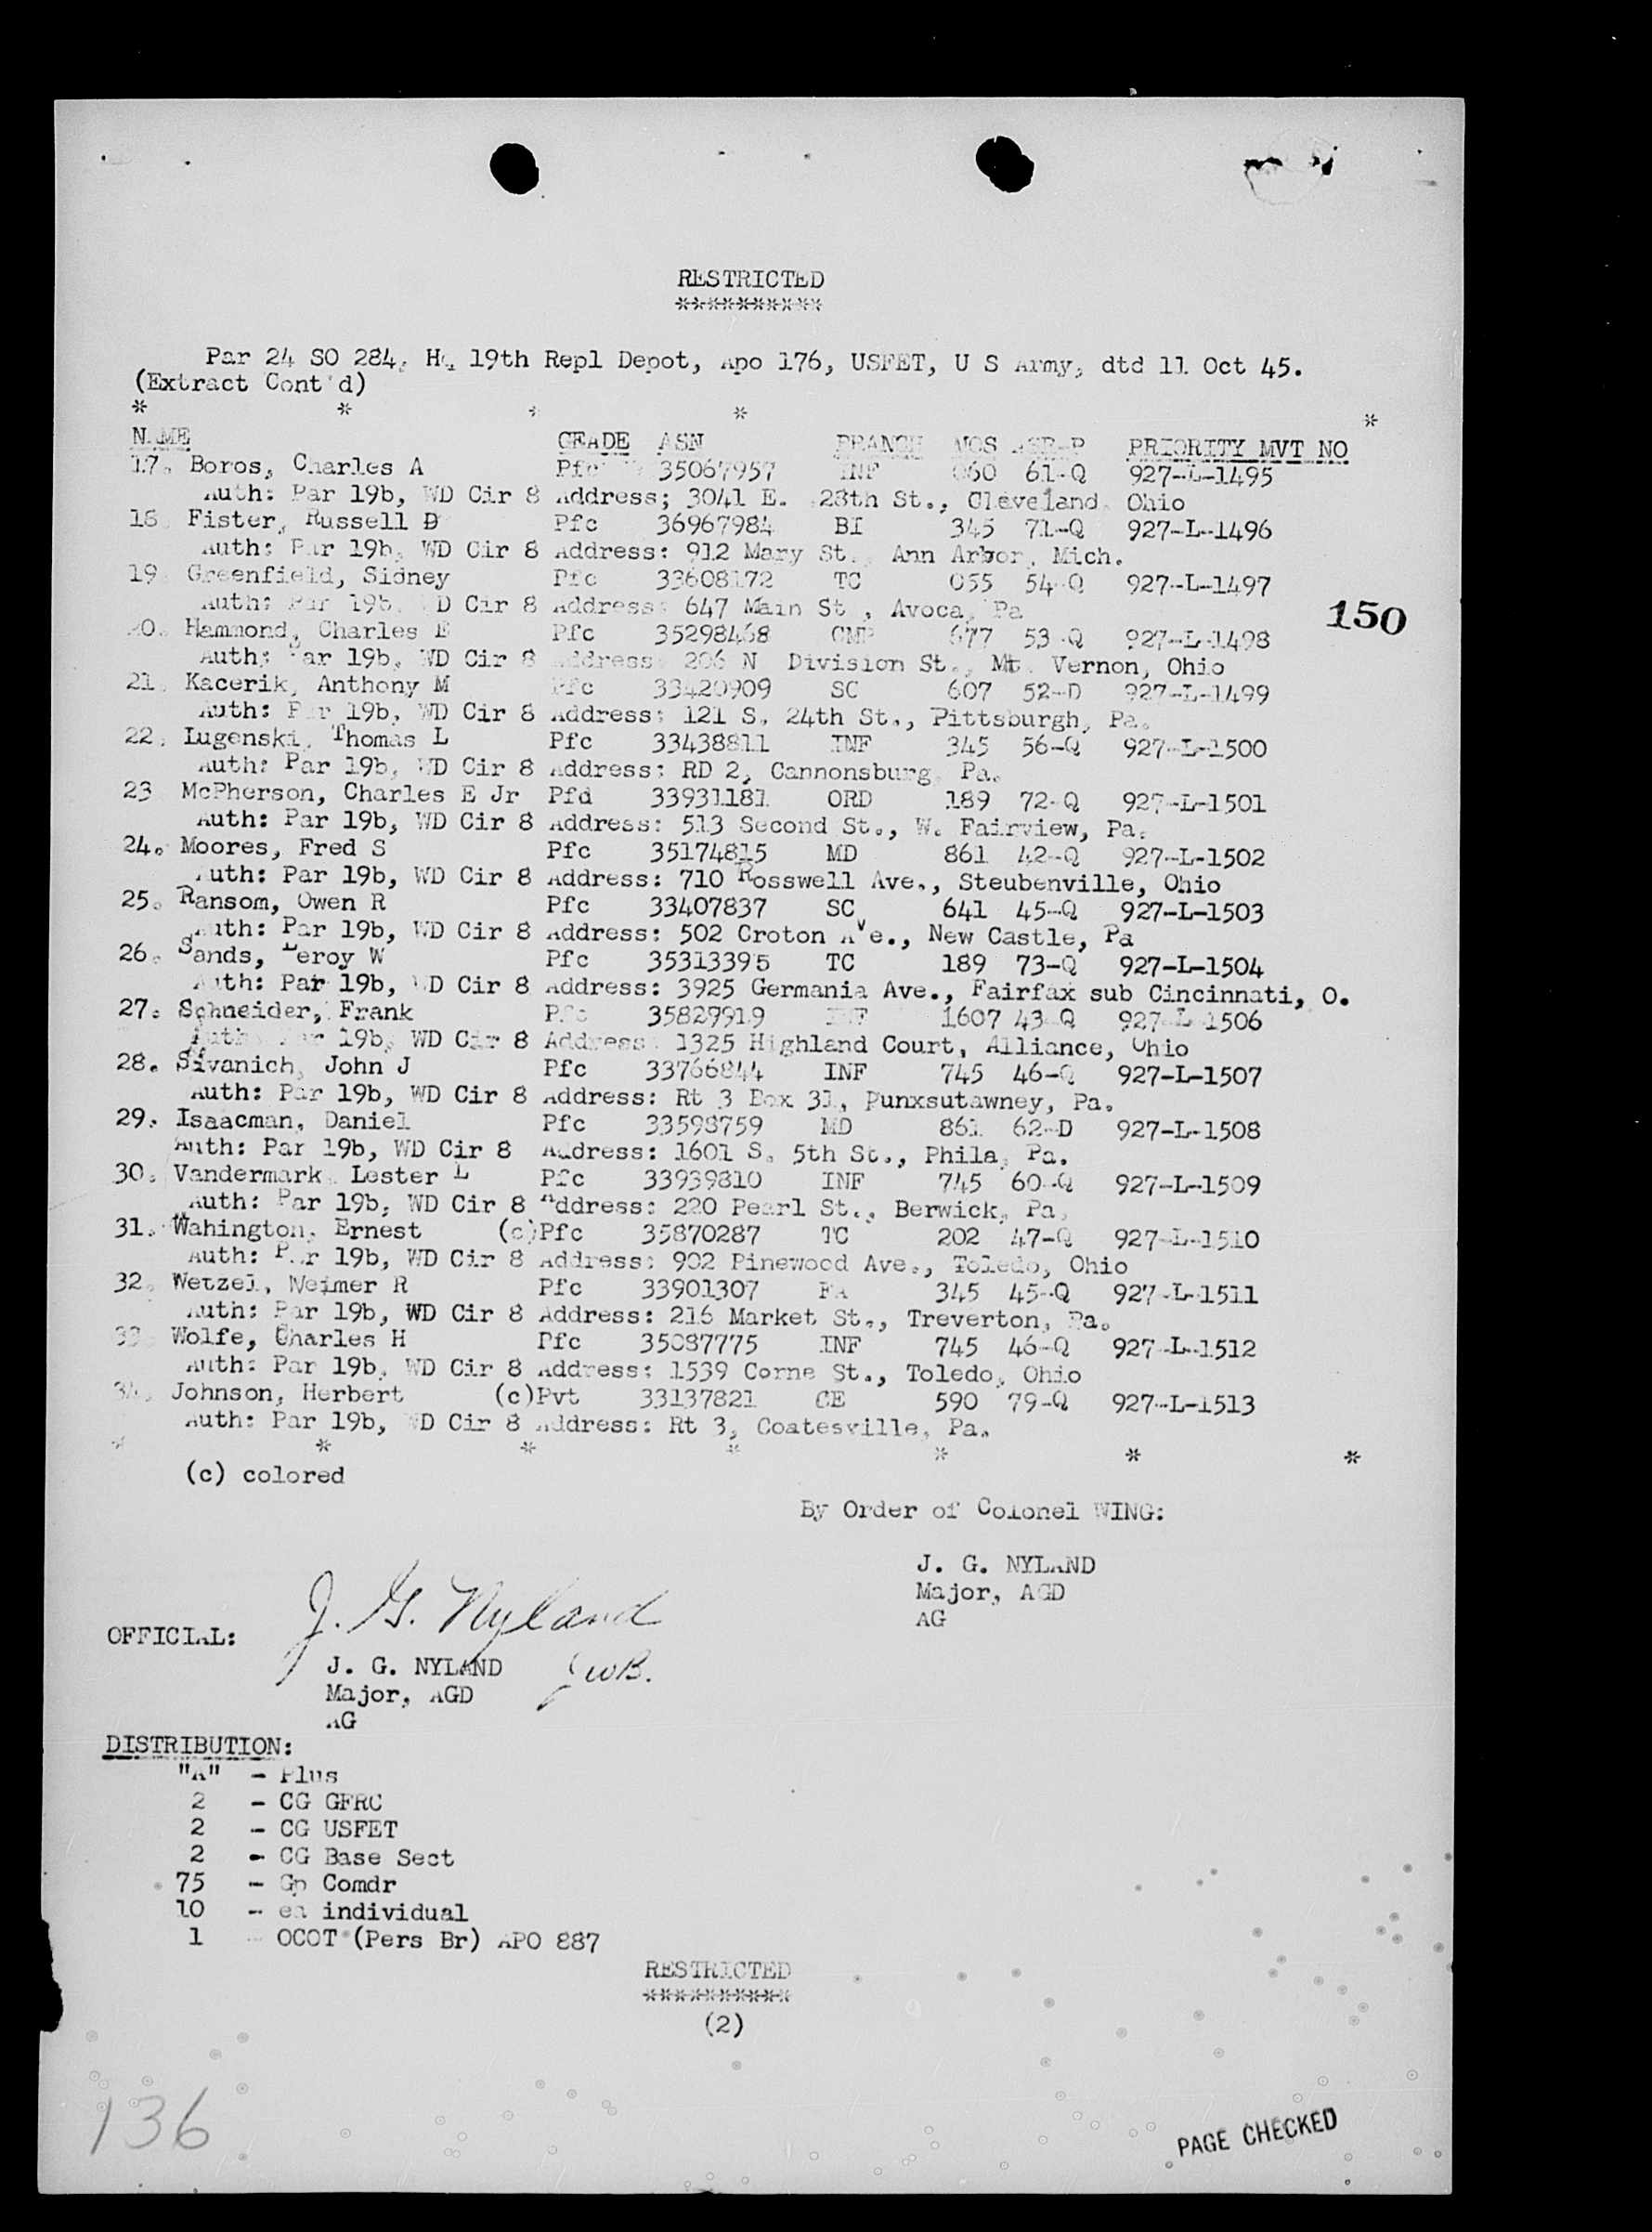 RESTRICTED
**********
Par 24 SO 284, Hq 19th Repl Depot, Apo 176, USFET, U S Army, dtd 11 Oct 45.
(Extract Cont'd)
* * * * *
NAME GRADE ASN BRANCH MOS ASR-P PRIORITY MVT NO
17. Boros, Charles A Pfc 35067957 INF 060 61-Q 927-L-1495
Auth: Par 19b, WD Cir 8 Address; 3041 E. 28th St., Cleveland, Ohio
18. Fister, Russell D Pfc 36967984 BI 345 71-Q 927-L-1496
Auth: Par 19b, WD Cir 8 Address: 912 Mary St., Ann Arbor, Mich.
19. Greenfield, Sidney Pfc 33608172 TC 055 54-Q 927-L-1497
Auth: Par 19b, WD Cir 8 Address: 647 Main St., Avoca, Pa
150
20. Hammond, Charles E Pfc 35298468 CMP 677 53-Q 927-L-1498
Auth: Par 19b, WD Cir 8 Address: 206 N Division St., Mt. Vernon, Ohio
21. Kacerik, Anthony M Pfc 33420909 SC 607 52-D 927-L-1499
Auth: Par 19b, WD Cir 8 Address: 121 S. 24th St., Pittsburgh, Pa.
22. Lugenski, Thomas L Pfc 33438811 INF 345 56-Q 927-L-1500
Auth: Par 19b, WD Cir 8 Address: RD 2, Cannonsburg, Pa.
23 McPherson, Charles E Jr Pfd 33931181 ORD 189 72-Q 927-L-1501
Auth: Par 19b, WD Cir 8 Address: 513 Second St., W. Fairview, Pa.
24. Moores, Fred S Pfc 35174815 MD 861 42-Q 927-L-1502
Auth: Par 19b, WD Cir 8 Address: 710 Rosswell Ave., Steubenville, Ohio
25. Ransom, Owen R Pfc 33407837 SC 641 45-Q 927-L-1503
Auth: Par 19b, WD Cir 8 Address: 502 Croton Ave., New Castle, Pa
26. Sands, Leroy W Pfc 35313395 TC 189 73-Q 927-L-1504
Auth: Par 19b, WD Cir 8 Address: 3925 Germania Ave., Fairfax sub Cincinnati, O.
27. Schneider, Frank Pfc 35829919 INF 1607 43-Q 927-L-1506
Auth: Par 19b, WD Cir 8 Address: 1325 Highland Court, Alliance, Ohio
28. Sivanich, John J Pfc 33766844 INF 745 46-Q 927-L-1507
Auth: Par 19b, WD Cir 8 Address: Rt 3 Box 31, Punxsutawney, Pa.
29. Isaacman, Daniel Pfc 33598759 MD 861 62-D 927-L-1508
Auth: Par 19b, WD Cir 8 Address: 1601 S. 5th St., Phila, Pa.
30. Vandermark, Lester L Pfc 33939810 INF 745 60-Q 927-L-1509
Auth: Par 19b, WD Cir 8 Address: 220 Pearl St., Berwick, Pa.
31. Wahington, Ernest (c)Pfc 35870287 TC 202 47-Q 927-L-1510
Auth: Par 19b, WD Cir 8 Address: 902 Pinewood Ave., Toledo, Ohio
32. Wetzel, Weimer R Pfc 33901307 FA 345 45-Q 927-L-1511
Auth: Par 19b, WD Cir 8 Address: 216 Market St., Treverton, Pa.
33. Wolfe, Charles H Pfc 35087775 INF 745 46-Q 927-L-1512
Auth: Par 19b, WD Cir 8 Address: 1539 Corne St., Toledo, Ohio
34. Johnson, Herbert (c)Pvt 33137821 CE 590 79-Q 927-L-1513
Auth: Par 19b, WD Cir 8 Address: Rt 3, Coatesville, Pa.
* * * * * * *
(c) colored
By Order of Colonel WING:
J. G. NYLAND
Major, AGD
AG
J. G. Nyland
OFFICIAL:
J. G. NYLAND JWB.
Major, AGD
AG
DISTRIBUTION:
"A" - Plus
2 - CG GFRC
2 - CG USFET
2 - CG Base Sect
75 - Gp Comdr
10 - ea individual
1 - OCOT (Pers Br) APO 887
RESTRICTED
**********
(2)
136
PAGE CHECKED